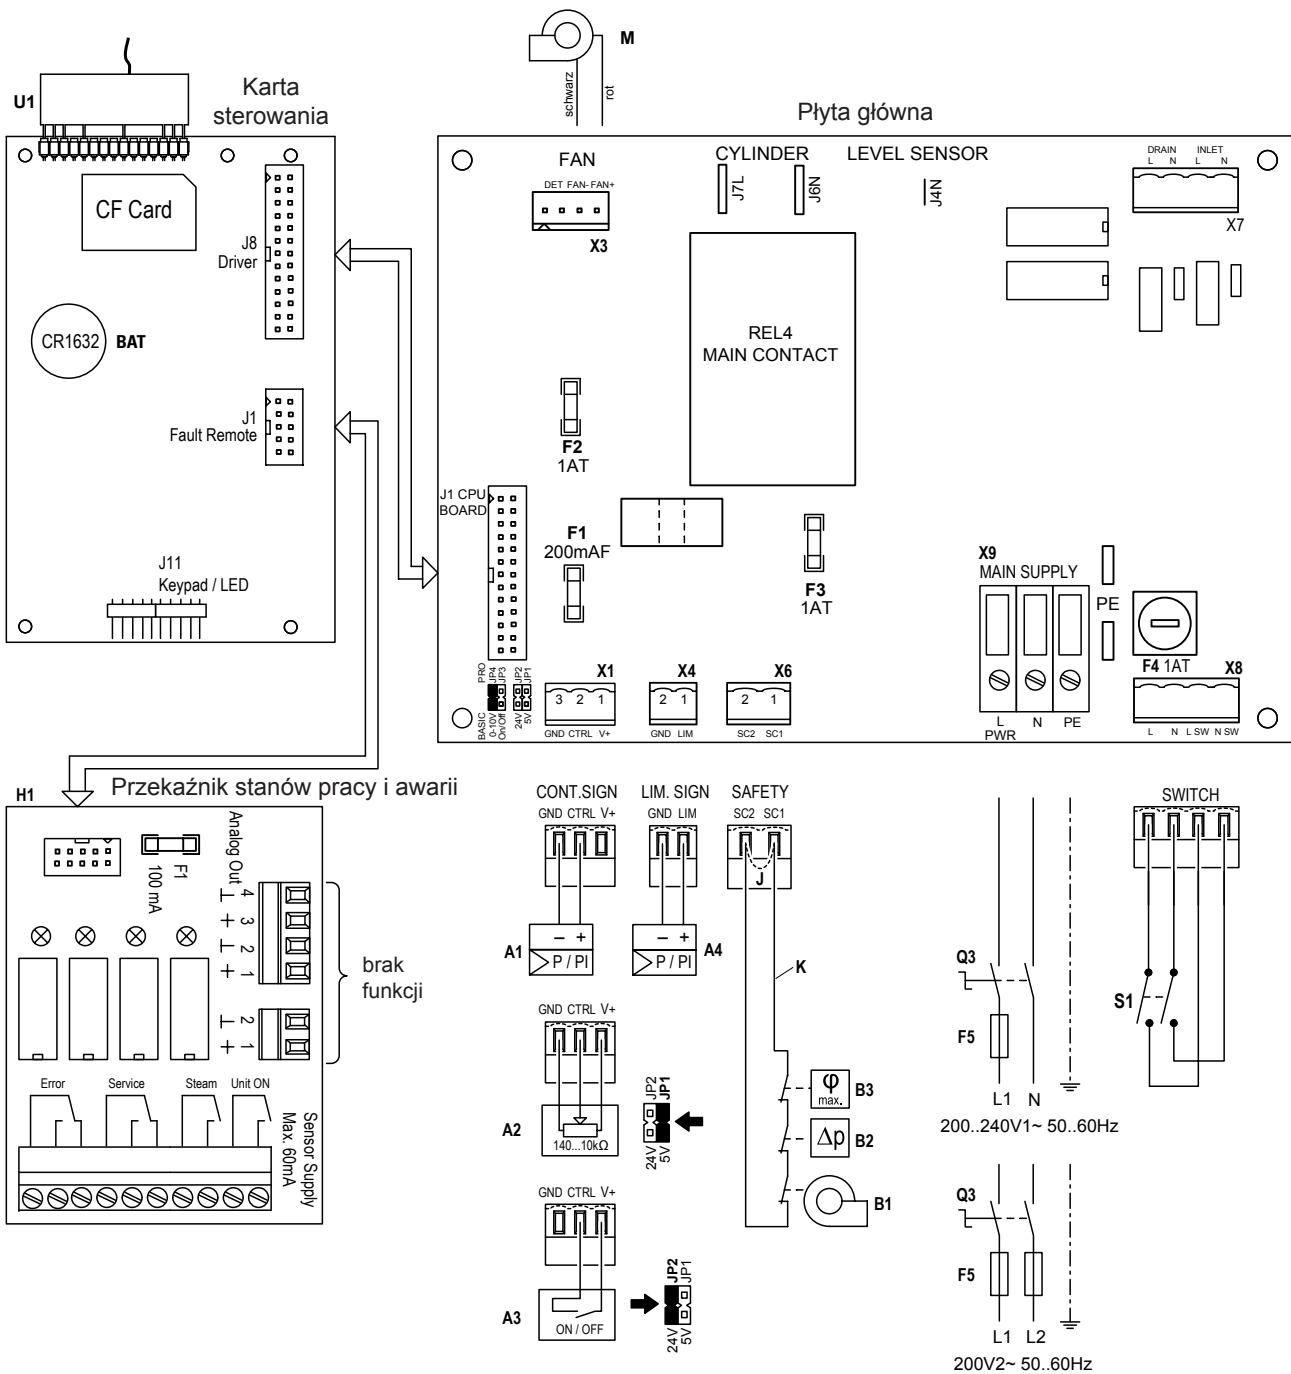 M
schwarz
rot
U1
Karta
sterowania
CF Card
J8
Driver
CR1632 BAT
J1
Fault Remote
J11
Keypad / LED
Płyta główna
FAN
DET FAN- FAN+
X3
CYLINDER
J7L
J6N
LEVEL SENSOR
J4N
DRAIN INLET
L N L N
X7
REL4
MAIN CONTACT
F2
1AT
J1 CPU
BOARD
F1
200mAF
F3
1AT
X9
MAIN SUPPLY
L N PE
PWR
PE
F4 1AT
X8
L N L SW N SW
PRO
JP4
JP3
JP2
JP1
BASIC
0-10V
On/Off
24V
5V
X1
3 2 1
GND CTRL V+
X4
2 1
GND LIM
X6
2 1
SC2 SC1
H1
Przekaźnik stanów pracy i awarii
F1
100 mA
Analog Out
⊥ 4
+ 3
⊥ 2
+ 1
⊥ 2
+ 1
brak
funkcji
Error Service Steam Unit ON
Sensor Supply
Max. 60mA
CONT.SIGN
GND CTRL V+
A1
– +
P / PI
LIM. SIGN
GND LIM
– +
P / PI
A4
SAFETY
SC2 SC1
J
K
φ
max.
B3
Δp
B2
B1
GND CTRL V+
A2
140...10kΩ
JP2
JP1
24V
5V
GND CTRL V+
A3
ON / OFF
JP2
JP1
24V
5V
Q3
F5
L1 N
200..240V1~ 50..60Hz
Q3
F5
L1 L2
200V2~ 50..60Hz
SWITCH
S1